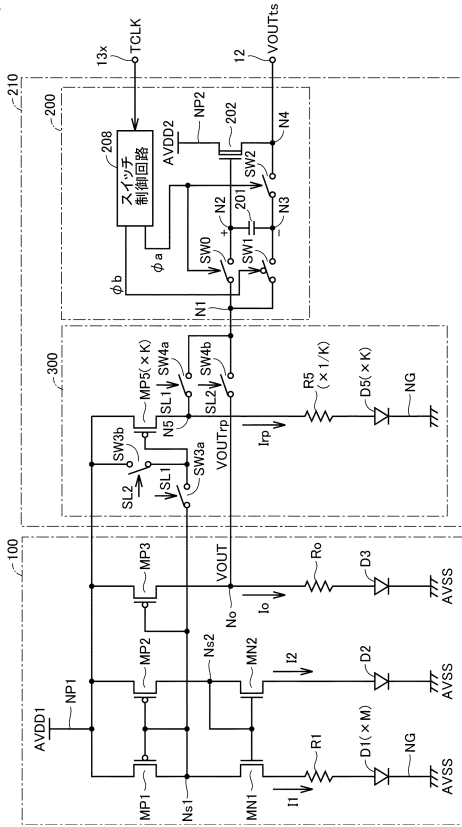 210
100
AVDD1
NP1
MP1
MP2
MP3
Ns1
Ns2
MN1
MN2
No
VOUT
I1
I2
Io
R1
Ro
D1(×M)
D2
D3
NG
AVSS
AVSS
AVSS
300
MP5(×K)
SW3b
SL2
SL1
SW3a
N5
SW4a
SL1
SW4b
SL2
VOUTrp
Irp
R5
(×1/K)
D5(×K)
NG
200
スイッチ
制御回路
208
13x
TCLK
φb
φa
AVDD2
NP2
202
N1
SW0
N2
+
201
SW1
-
N3
SW2
N4
12
VOUTts